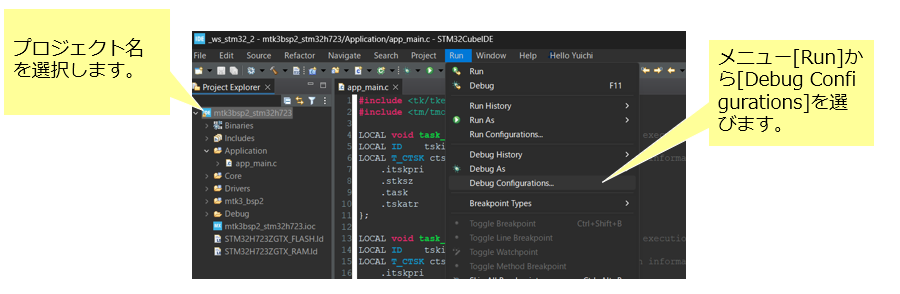 プロジェクト名
を選択します。
_ws_stm32_2 - mtk3bsp2_stm32h723/Application/app_main.c - STM32CubeIDE
File Edit Source Refactor Navigate Search Project Run Window Help Hello Yuichi
Project Explorer
mtk3bsp2_stm32h723
Binaries
Includes
Application
app_main.c
Core
Drivers
mtk3_bsp2
Debug
mtk3bsp2_stm32h723.ioc
STM32H723ZGTX_FLASH.ld
STM32H723ZGTX_RAM.ld
app_main.c
1 #include <tk/tke
2 #include <tm/tmo
3
4 LOCAL void task_
5 LOCAL ID tski
6 LOCAL T_CTSK cts
7 .itskpri
8 .stksz
9 .task
10 .tskatr
11 };
12
13 LOCAL void task_
14 LOCAL ID tski
15 LOCAL T_CTSK cts
16 .itskpri
Run
Debug F11
Run History
Run As
Run Configurations...
Debug History
Debug As
Debug Configurations...
Breakpoint Types
Toggle Breakpoint Ctrl+Shift+B
Toggle Line Breakpoint
Toggle Watchpoint
Toggle Method Breakpoint
メニュー[Run]か
ら[Debug Confi
gurations]を選
びます。